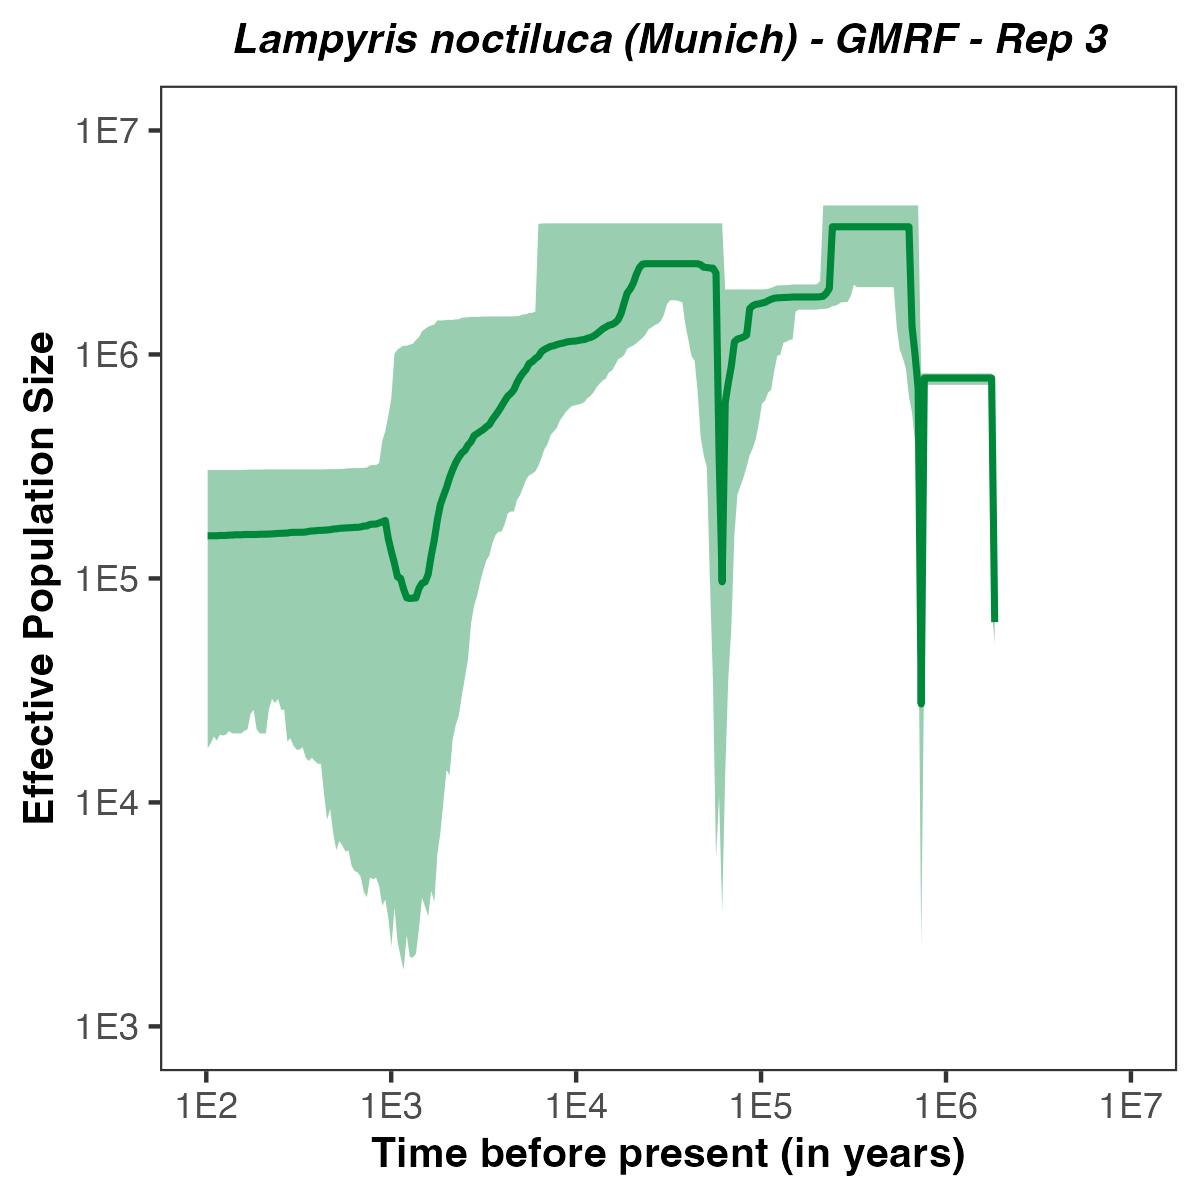 Lampyris noctiluca (Munich) - GMRF - Rep 3
Effective Population Size
1E7
1E6
1E5
1E4
1E3
1E2
1E3
1E4
1E5
1E6
1E7
Time before present (in years)